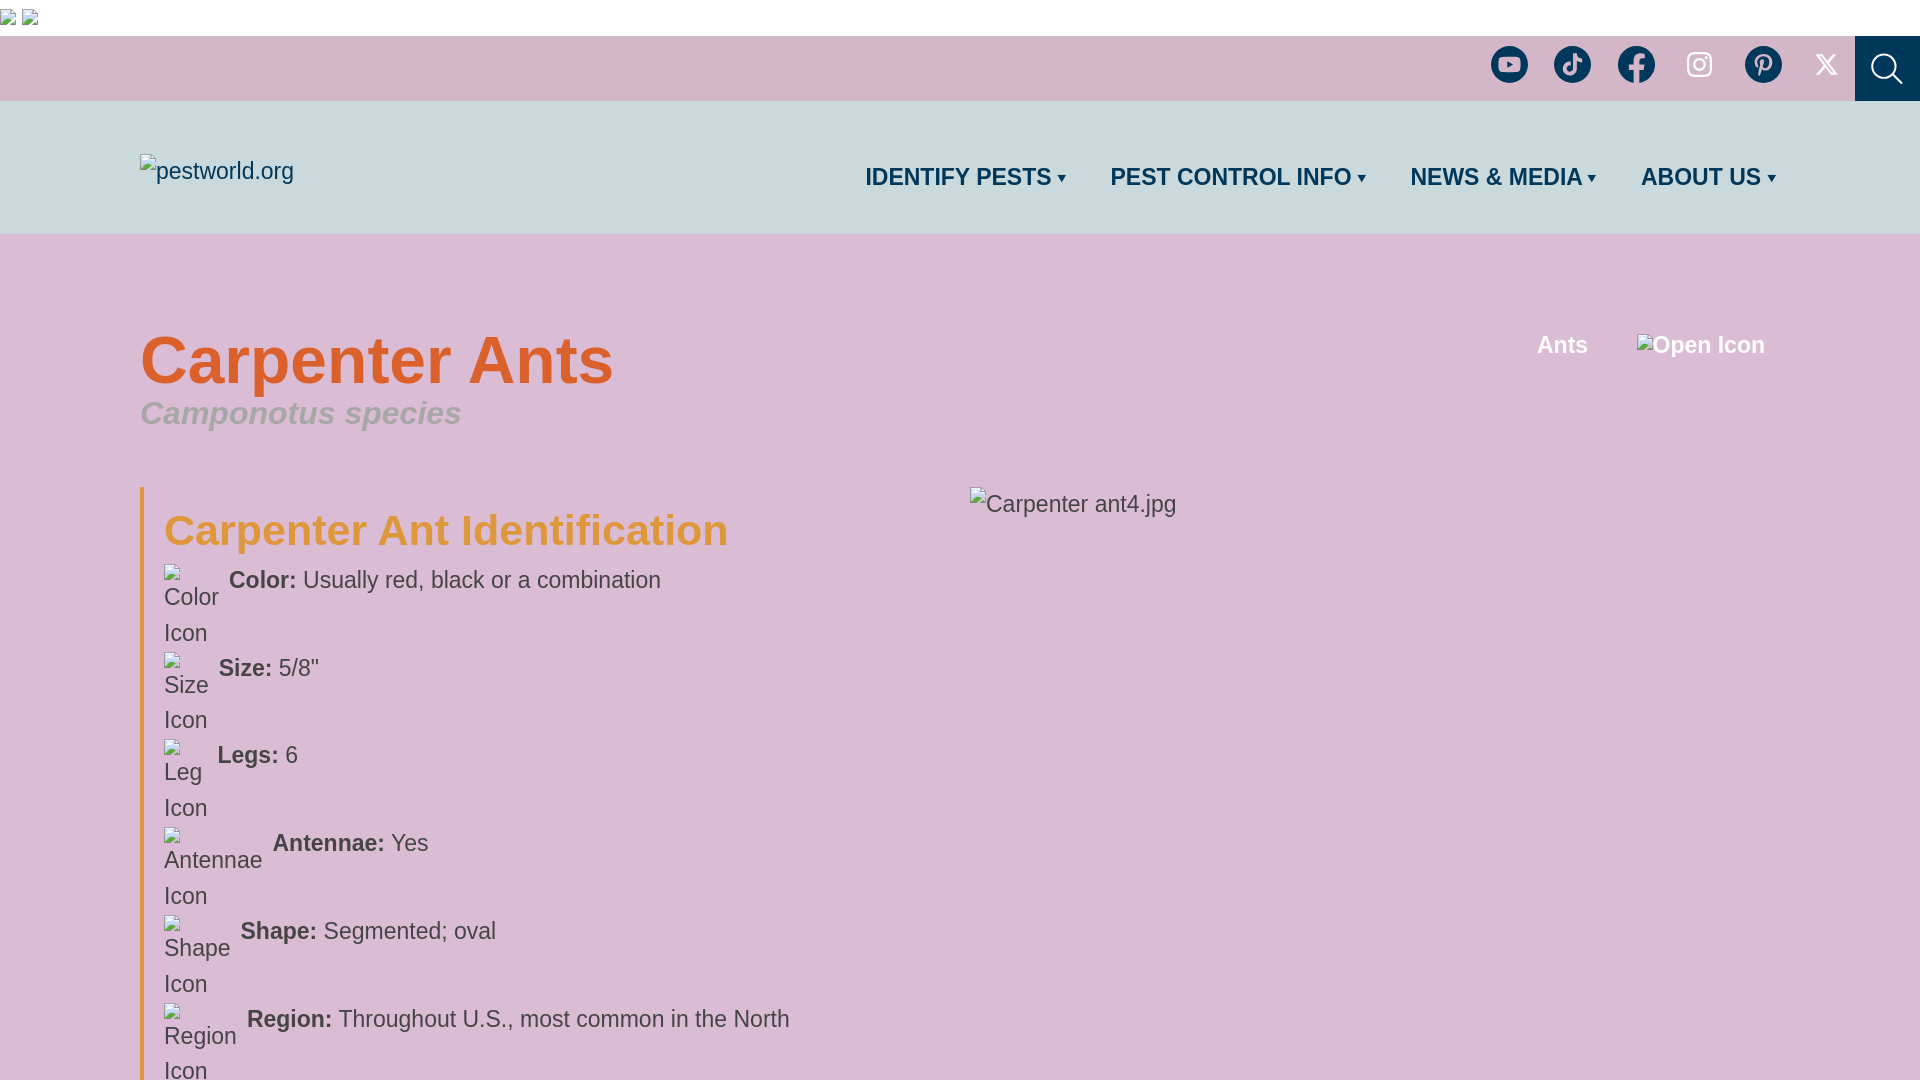 pestworld.org
IDENTIFY PESTS
PEST CONTROL INFO
NEWS & MEDIA
ABOUT US
Carpenter Ants
Camponotus species
Ants
Open Icon
Carpenter Ant Identification
Color Icon
Color: Usually red, black or a combination
Size Icon
Size: 5/8"
Leg Icon
Legs: 6
Antennae Icon
Antennae: Yes
Shape Icon
Shape: Segmented; oval
Region Icon
Region: Throughout U.S., most common in the North
Carpenter ant4.jpg